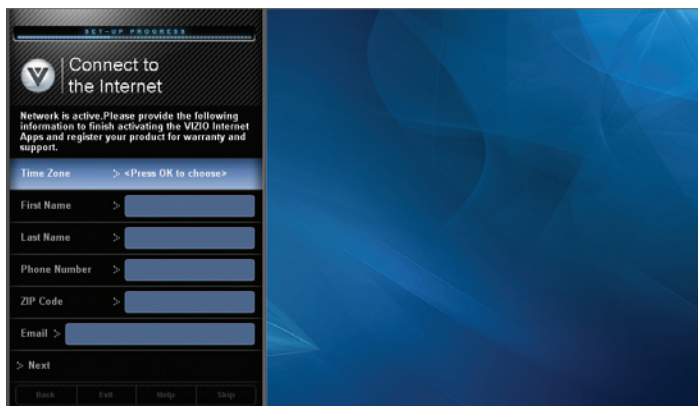 SET-UP PROGRESS
V
Connect to
the Internet
Network is active.Please provide the following
information to finish activating the VIZIO Internet
Apps and register your product for warranty and
support.
Time Zone :> <Press OK to choose>
First Name :>
Last Name :>
Phone Number :>
ZIP Code :>
Email :>
:> Next
Back Exit Help Skip